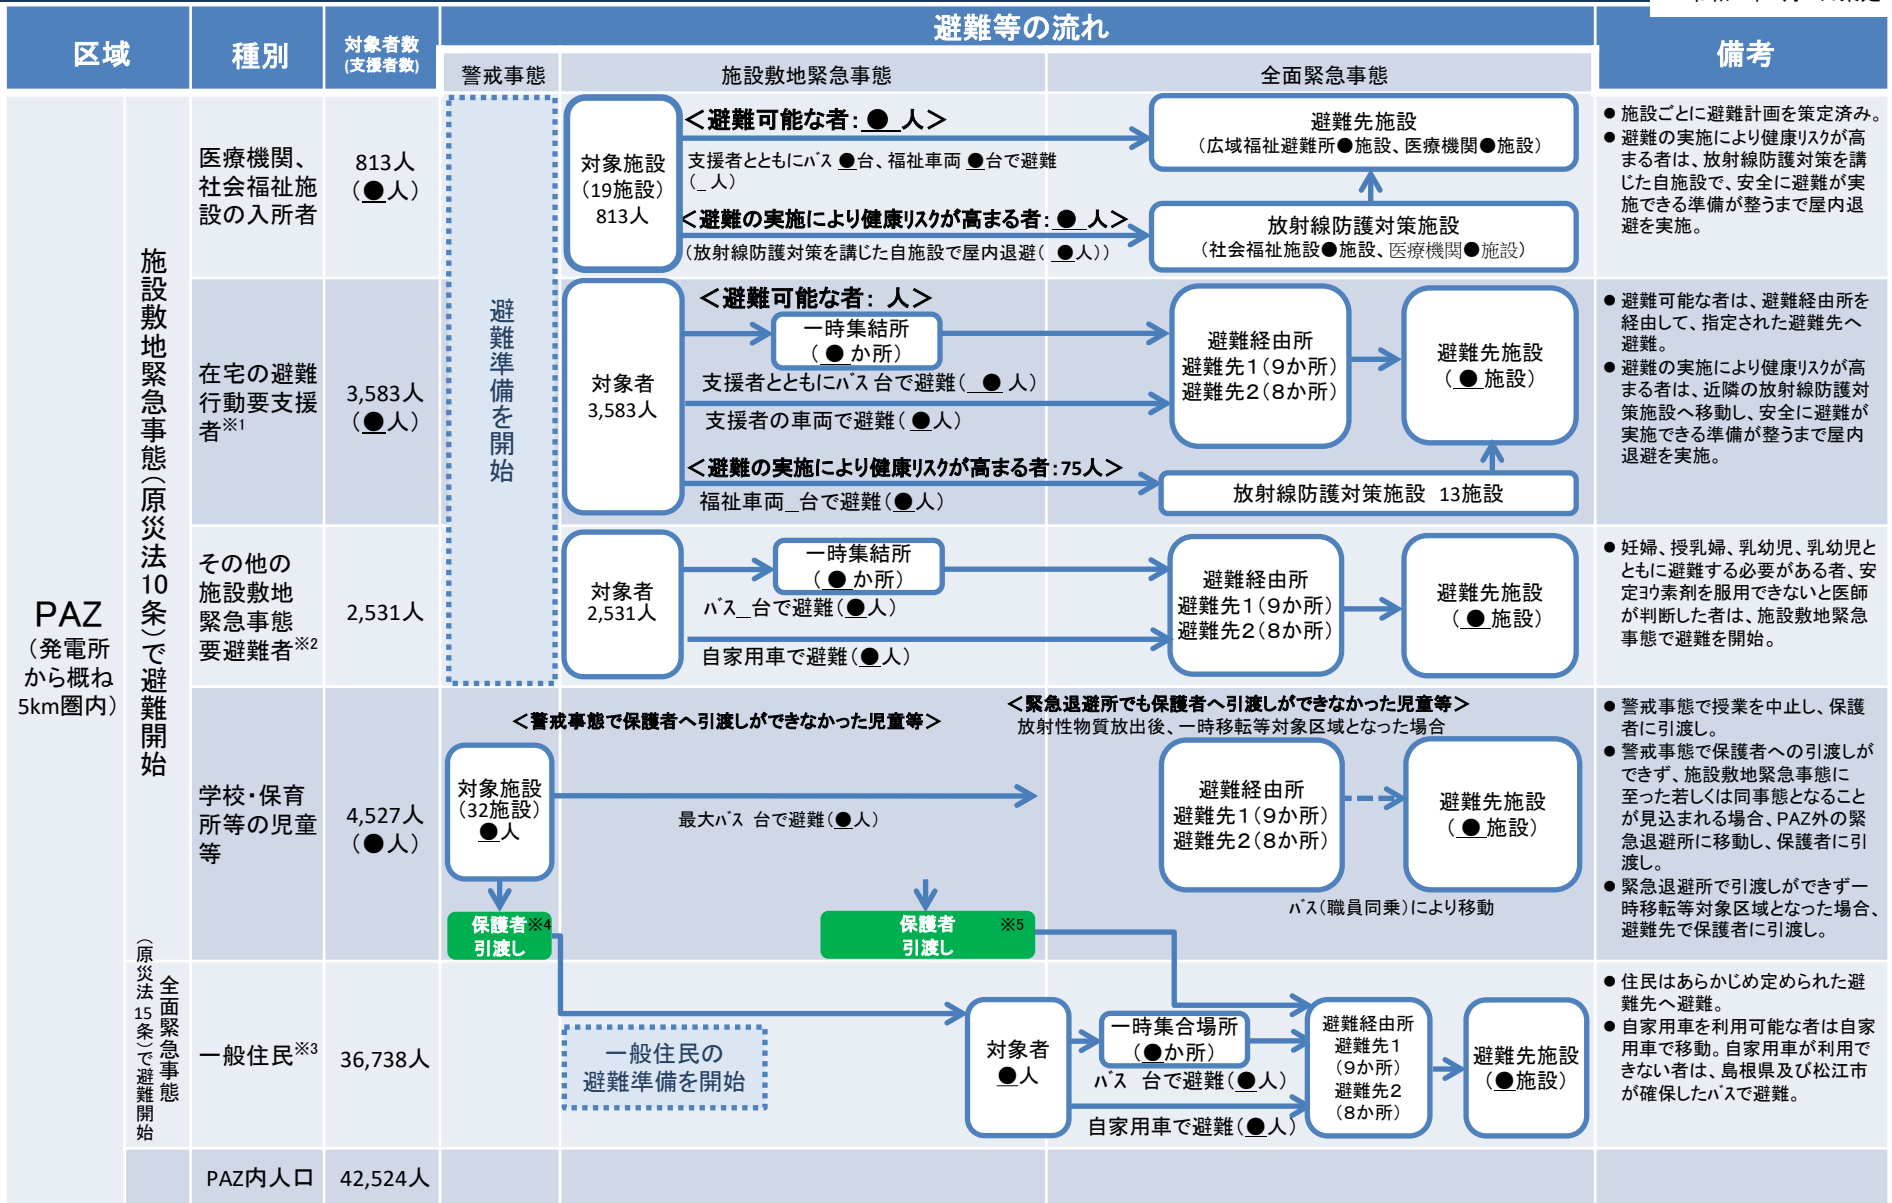 区域
種別
対象者数
(支援者数)
避難等の流れ
備考
警戒事態
施設敷地緊急事態
全面緊急事態
PAZ
(発電所
から概ね
5km圏内)
施設敷地緊急事態(原災法10条)で避難開始
医療機関、
社会福祉施
設の入所者
813人
(●人)
避難準備を開始
対象施設
(19施設)
813人
＜避難可能な者:● 人＞
支援者とともにバス ●台、福祉車両 ●台で避難
(_人)
＜避難の実施により健康リスクが高まる者:● 人＞
(放射線防護対策を講じた自施設で屋内退避( ●人))
避難先施設
(広域福祉避難所●施設、医療機関●施設)
放射線防護対策施設
(社会福祉施設●施設、医療機関●施設)
● 施設ごとに避難計画を策定済み。
● 避難の実施により健康リスクが高
まる者は、放射線防護対策を講
じた自施設で、安全に避難が実
施できる準備が整うまで屋内退
避を実施。
在宅の避難
行動要支援
者※1
3,583人
(●人)
対象者
3,583人
＜避難可能な者: 人＞
一時集結所
( ● か所)
支援者とともにバス 台で避難( ● 人)
支援者の車両で避難( ●人)
＜避難の実施により健康リスクが高まる者:75人＞
福祉車両_台で避難(●人)
避難経由所
避難先1(9か所)
避難先2(8か所)
避難先施設
( ● 施設)
放射線防護対策施設 13施設
● 避難可能な者は、避難経由所を
経由して、指定された避難先へ
避難。
● 避難の実施により健康リスクが高
まる者は、近隣の放射線防護対
策施設へ移動し、安全に避難が
実施できる準備が整うまで屋内
退避を実施。
その他の
施設敷地
緊急事態
要避難者※2
2,531人
対象者
2,531人
一時集結所
( ● か所)
バス_台で避難(●人)
自家用車で避難(●人)
避難経由所
避難先1(9か所)
避難先2(8か所)
避難先施設
( ● 施設)
● 妊婦、授乳婦、乳幼児、乳幼児と
ともに避難する必要がある者、安
定ヨウ素剤を服用できないと医師
が判断した者は、施設敷地緊急
事態で避難を開始。
学校・保育
所等の児童
等
4,527人
(●人)
＜警戒事態で保護者へ引渡しができなかった児童等＞
＜緊急退避所でも保護者へ引渡しができなかった児童等＞
放射性物質放出後、一時移転等対象区域となった場合
対象施設
(32施設)
●人
最大バス 台で避難(●人)
避難経由所
避難先1(9か所)
避難先2(8か所)
避難先施設
( ● 施設)
バス(職員同乗)により移動
保護者※4
引渡し
保護者 ※5
引渡し
● 警戒事態で授業を中止し、保護
者に引渡し。
● 警戒事態で保護者への引渡しが
できず、施設敷地緊急事態に
至った若しくは同事態となること
が見込まれる場合、PAZ外の緊
急退避所に移動し、保護者に引
渡し。
● 緊急退避所で引渡しができず一
時移転等対象区域となった場合、
避難先で保護者に引渡し。
全面緊急事態
(原災法15条)で避難開始
一般住民※3
36,738人
一般住民の
避難準備を開始
対象者
●人
一時集合場所
(●か所)
バス 台で避難(●人)
自家用車で避難(●人)
避難経由所
避難先1
(9か所)
避難先2
(8か所)
避難先施設
(●施設)
● 住民はあらかじめ定められた避
難先へ避難。
● 自家用車を利用可能な者は自家
用車で移動。自家用車が利用で
きない者は、島根県及び松江市
が確保したバスで避難。
PAZ内人口
42,524人